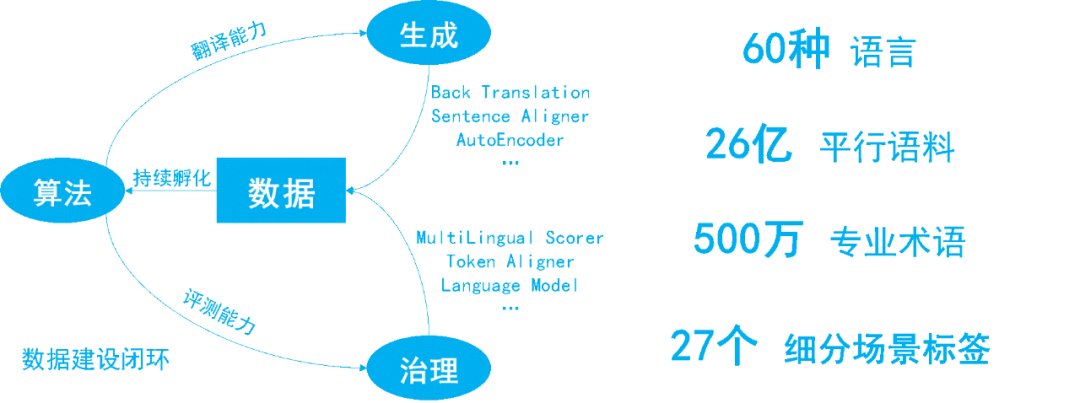 生成
翻译能力
Back Translation
Sentence Aligner
AutoEncoder
...
算法
持续孵化
数据
MultiLingual Scorer
Token Aligner
Language Model
...
评测能力
治理
数据建设闭环
60种 语言
26亿 平行语料
500万 专业术语
27个 细分场景标签